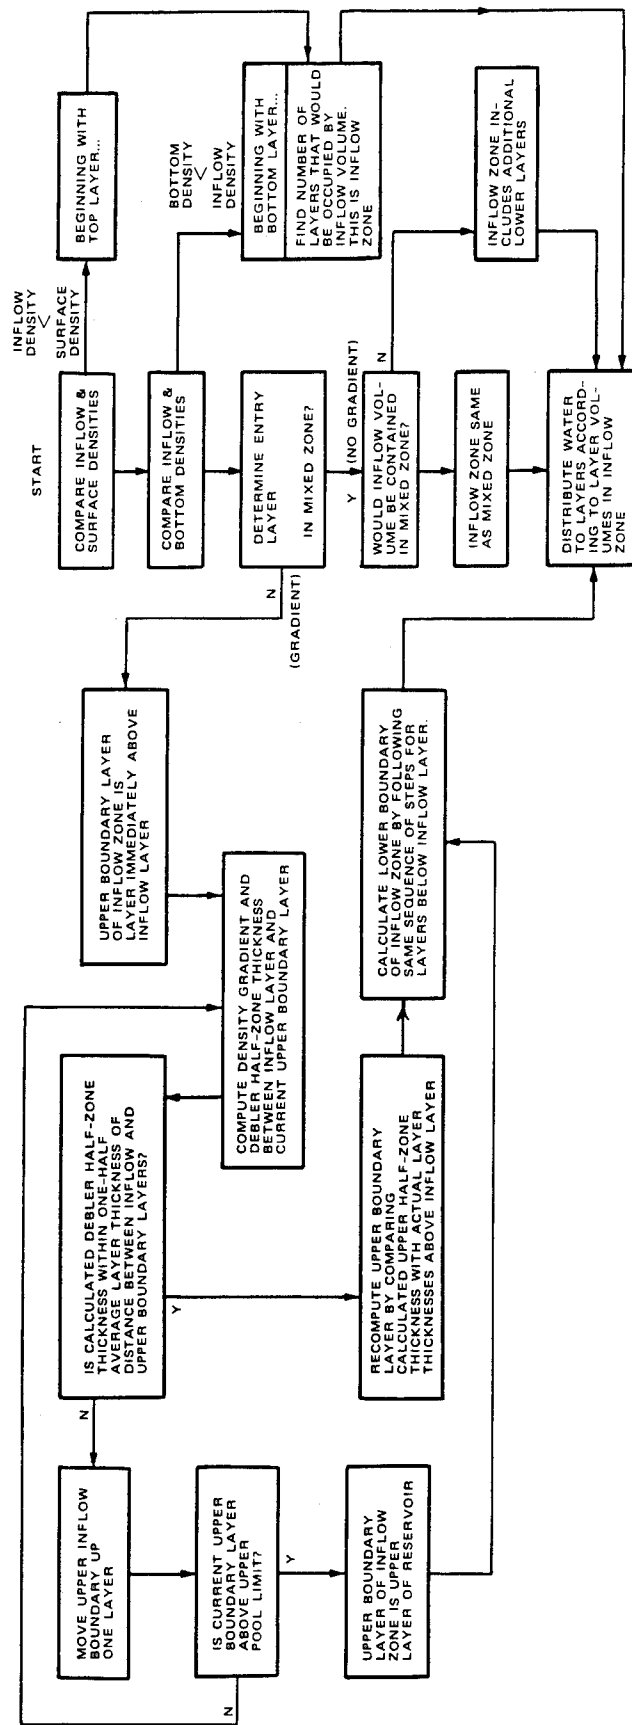 START
COMPARE INFLOW &
SURFACE DENSITIES
INFLOW
DENSITY
<
SURFACE
DENSITY
BEGINNING WITH
TOP LAYER...
COMPARE INFLOW &
BOTTOM DENSITIES
BOTTOM
DENSITY
<
INFLOW
DENSITY
BEGINNING WITH
BOTTOM LAYER...
FIND NUMBER OF
LAYERS THAT WOULD
BE OCCUPIED BY
INFLOW VOLUME.
THIS IS INFLOW
ZONE
DETERMINE ENTRY
LAYER
IN MIXED ZONE?
N
(GRADIENT)
Y (NO GRADIENT)
WOULD INFLOW VOL-
UME BE CONTAINED
IN MIXED ZONE?
N
INFLOW ZONE IN-
CLUDES ADDITIONAL
LOWER LAYERS
INFLOW ZONE SAME
AS MIXED ZONE
DISTRIBUTE WATER
TO LAYERS ACCORD-
ING TO LAYER VOL-
UMES IN INFLOW
ZONE
UPPER BOUNDARY LAYER
OF INFLOW ZONE IS
LAYER IMMEDIATELY ABOVE
INFLOW LAYER
COMPUTE DENSITY GRADIENT AND
DEBLER HALF-ZONE THICKNESS
BETWEEN INFLOW LAYER AND
CURRENT UPPER BOUNDARY LAYER
IS CALCULATED DEBLER HALF-ZONE
THICKNESS WITHIN ONE-HALF
AVERAGE LAYER THICKNESS OF
DISTANCE BETWEEN INFLOW AND
UPPER BOUNDARY LAYERS?
N
Y
MOVE UPPER INFLOW
BOUNDARY UP
ONE LAYER
IS CURRENT UPPER
BOUNDARY LAYER
ABOVE UPPER
POOL LIMIT?
N
Y
UPPER BOUNDARY
LAYER OF INFLOW
ZONE IS UPPER
LAYER OF RESERVOIR
RECOMPUTE UPPER BOUNDARY
LAYER BY COMPARING
CALCULATED UPPER HALF-ZONE
THICKNESS WITH ACTUAL LAYER
THICKNESSES ABOVE INFLOW LAYER
CALCULATE LOWER BOUNDARY
OF INFLOW ZONE BY FOLLOWING
SAME SEQUENCE OF STEPS FOR
LAYERS BELOW INFLOW LAYER.